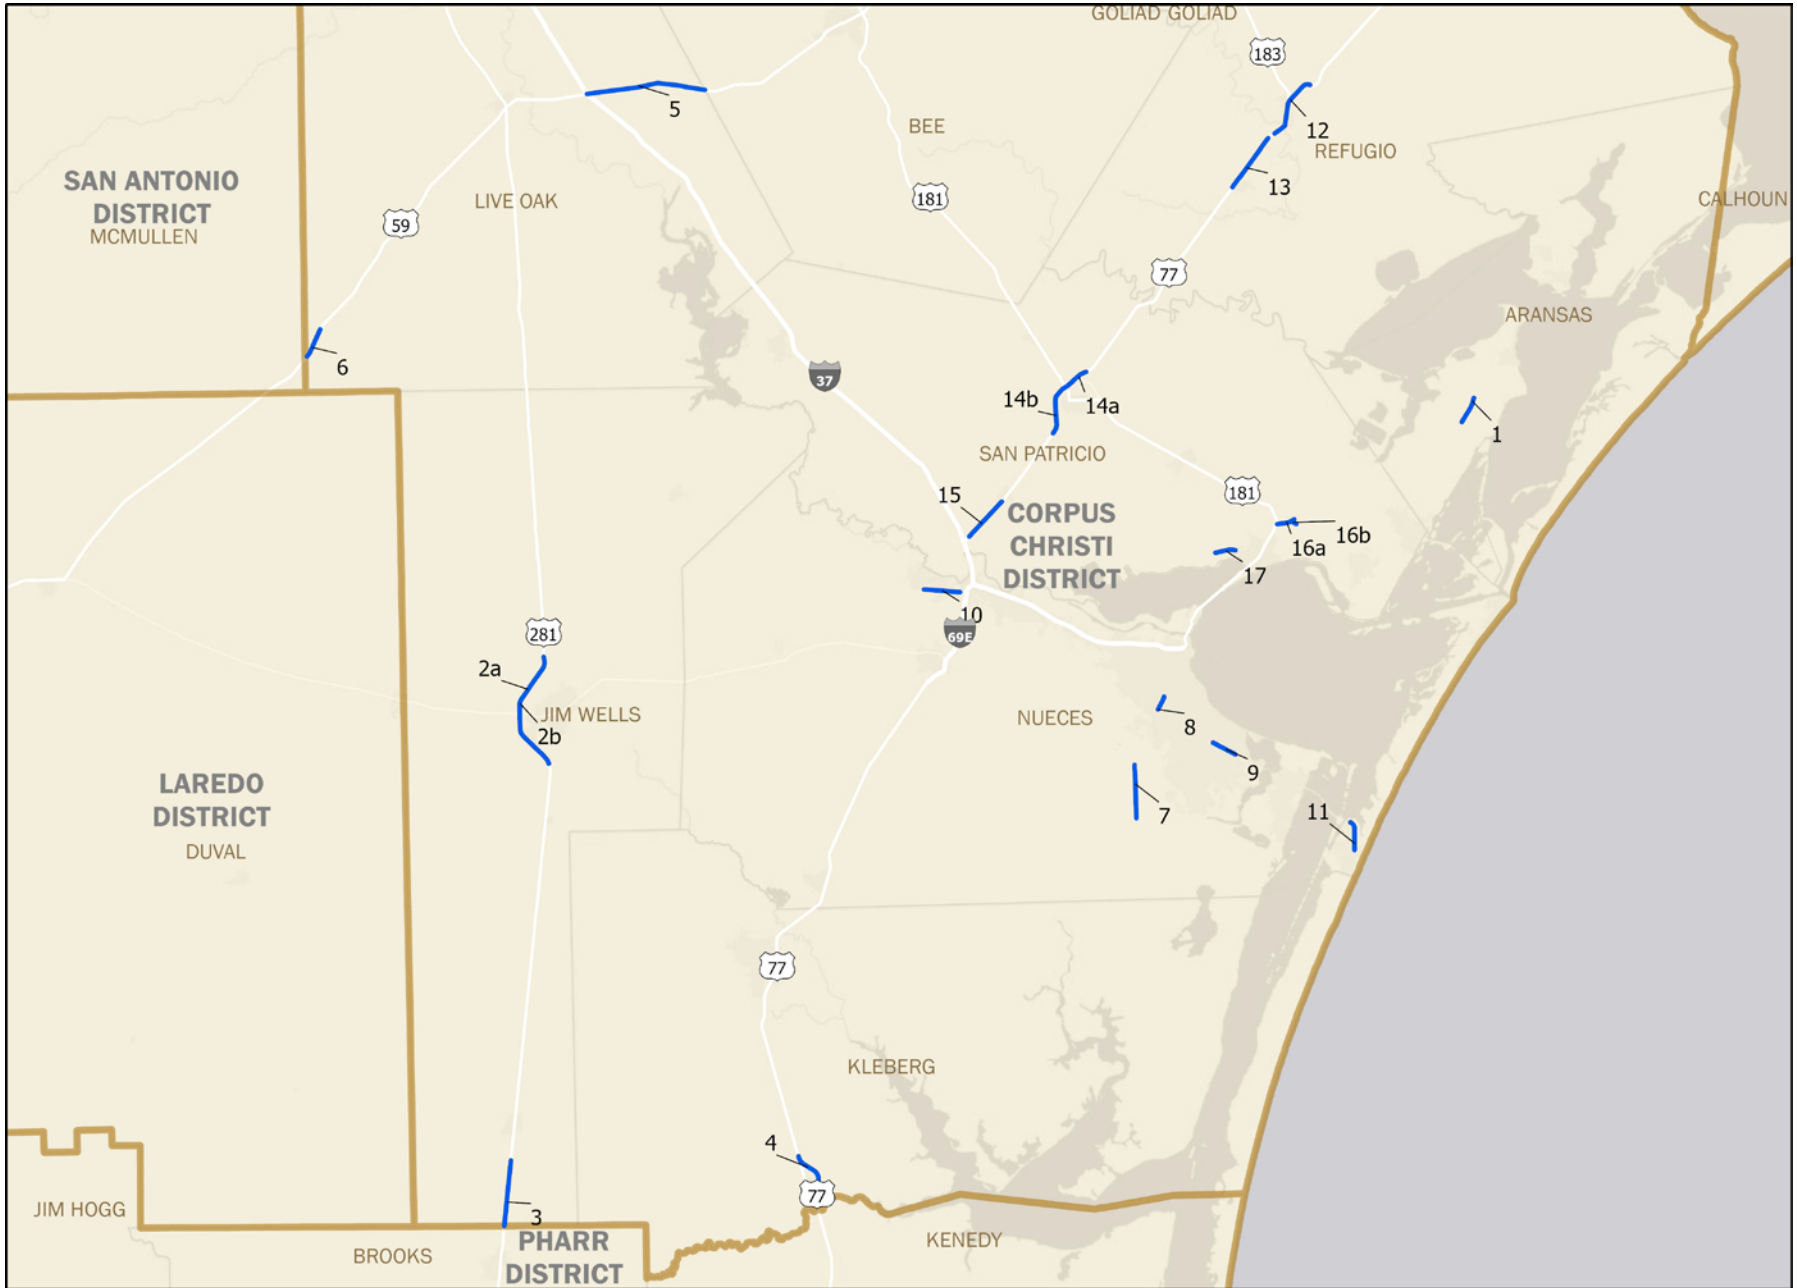 GOLIAD GOLIAD
183
5
BEE
12
REFUGIO
SAN ANTONIO
DISTRICT
MCMULLEN
LIVE OAK
181
13
CALHOUN
59
77
ARANSAS
6
37
14b
14a
1
SAN PATRICIO
15
181
CORPUS
CHRISTI
DISTRICT
16b
16a
17
10
69E
281
2a
JIM WELLS
2b
NUECES
8
9
LAREDO
DISTRICT
DUVAL
7
11
77
KLEBERG
4
77
JIM HOGG
3
PHARR
DISTRICT
BROOKS
KENEDY